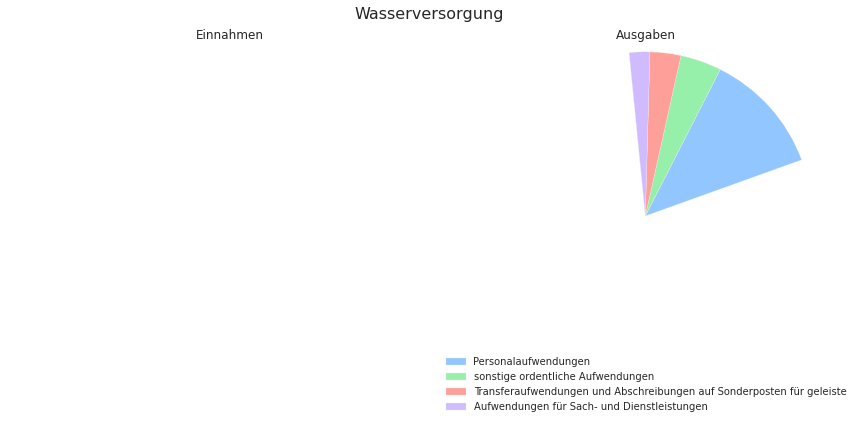 Wasserversorgung
Einnahmen
Ausgaben
Personalaufwendungen
sonstige ordentliche Aufwendungen
Transferaufwendungen und Abschreibungen auf Sonderposten für geleiste
Aufwendungen für Sach- und Dienstleistungen